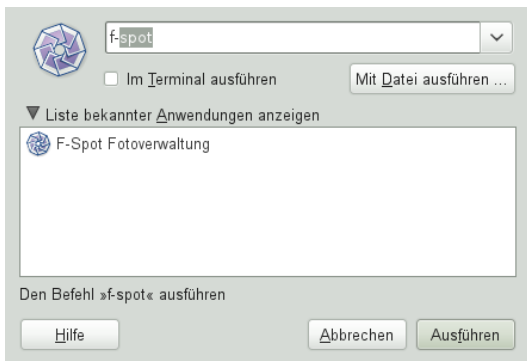 f-spot
Im Terminal ausführen
Mit Datei ausführen ...
Liste bekannter Anwendungen anzeigen
F-Spot Fotoverwaltung
Den Befehl »f-spot« ausführen
Hilfe
Abbrechen
Ausführen